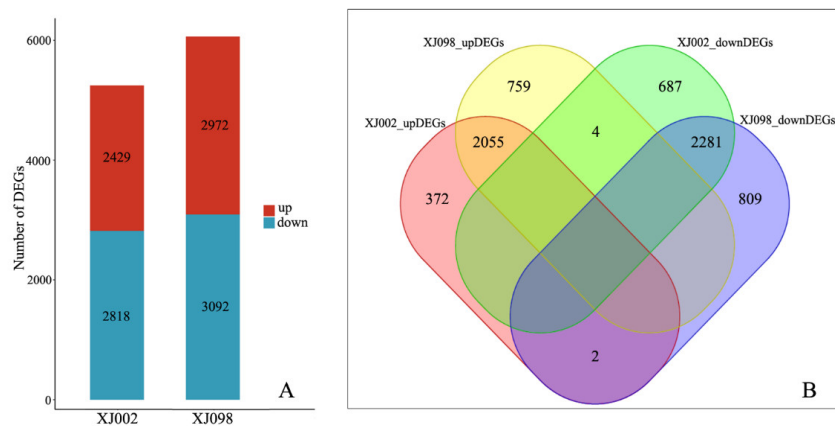 Number of DEGs
6000
4000
2000
0
2429
2972
2818
3092
XJ002
XJ098
up
down
A
XJ098_upDEGs
XJ002_downDEGs
XJ002_upDEGs
XJ098_downDEGs
759
687
4
2055
2281
372
809
2
B